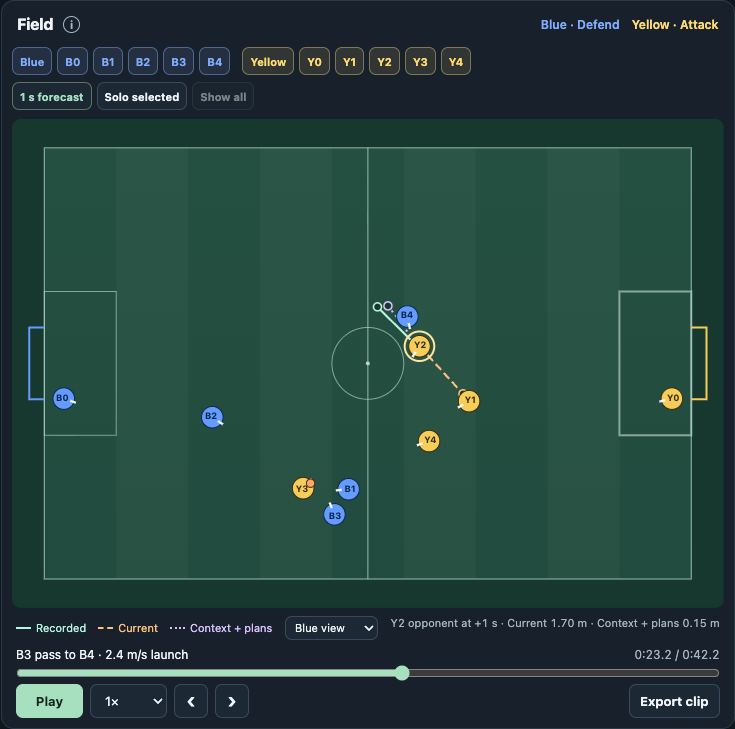 Field i
Blue · Defend Yellow · Attack
Blue B0 B1 B2 B3 B4 Yellow Y0 Y1 Y2 Y3 Y4
1 s forecast Solo selected Show all
B4
Y2
B0 Y1 Y0
B2
Y4
Y3 B1
B3
Recorded Current Context + plans Blue view Y2 opponent at +1 s · Current 1.70 m · Context + plans 0.15 m
B3 pass to B4 · 2.4 m/s launch 0:23.2 / 0:42.2
Play 1× ‹ › Export clip